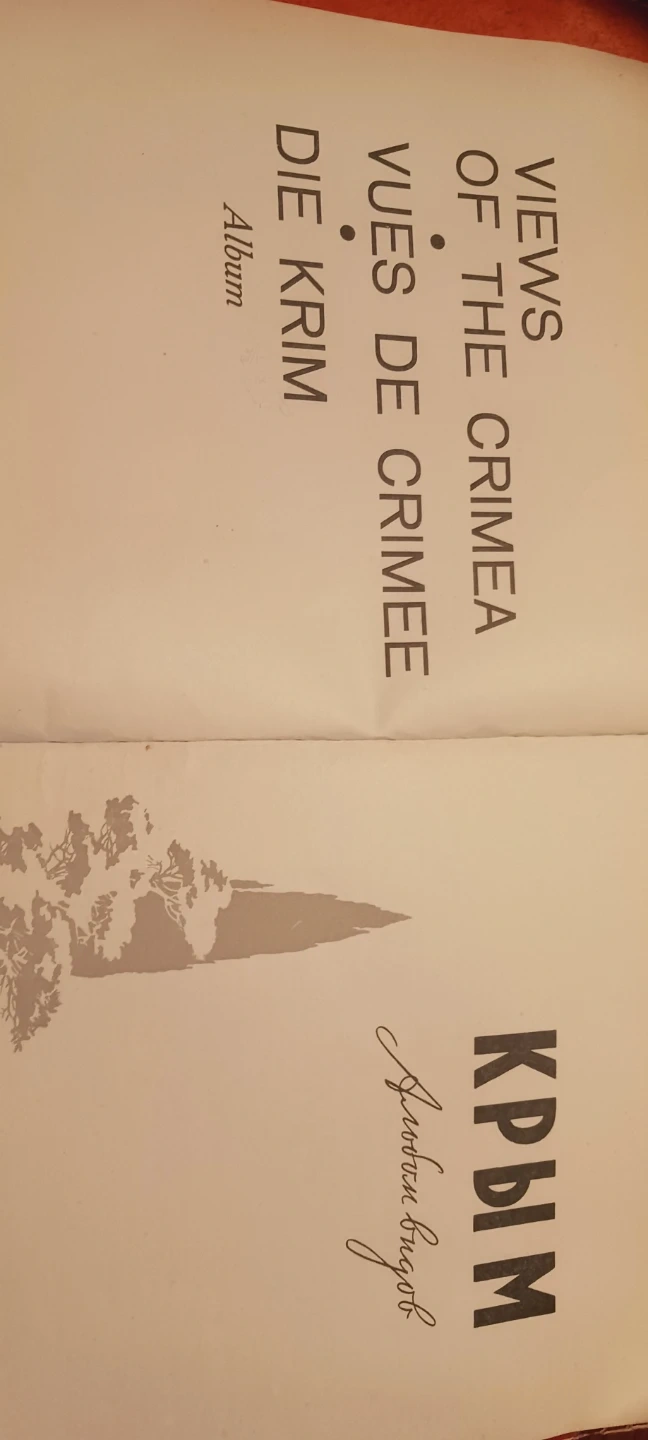 VIEWS
OF THE CRIMEA
•
VUES DE CRIMEE
•
DIE KRIM
Album
КРЫМ
Альбом видов